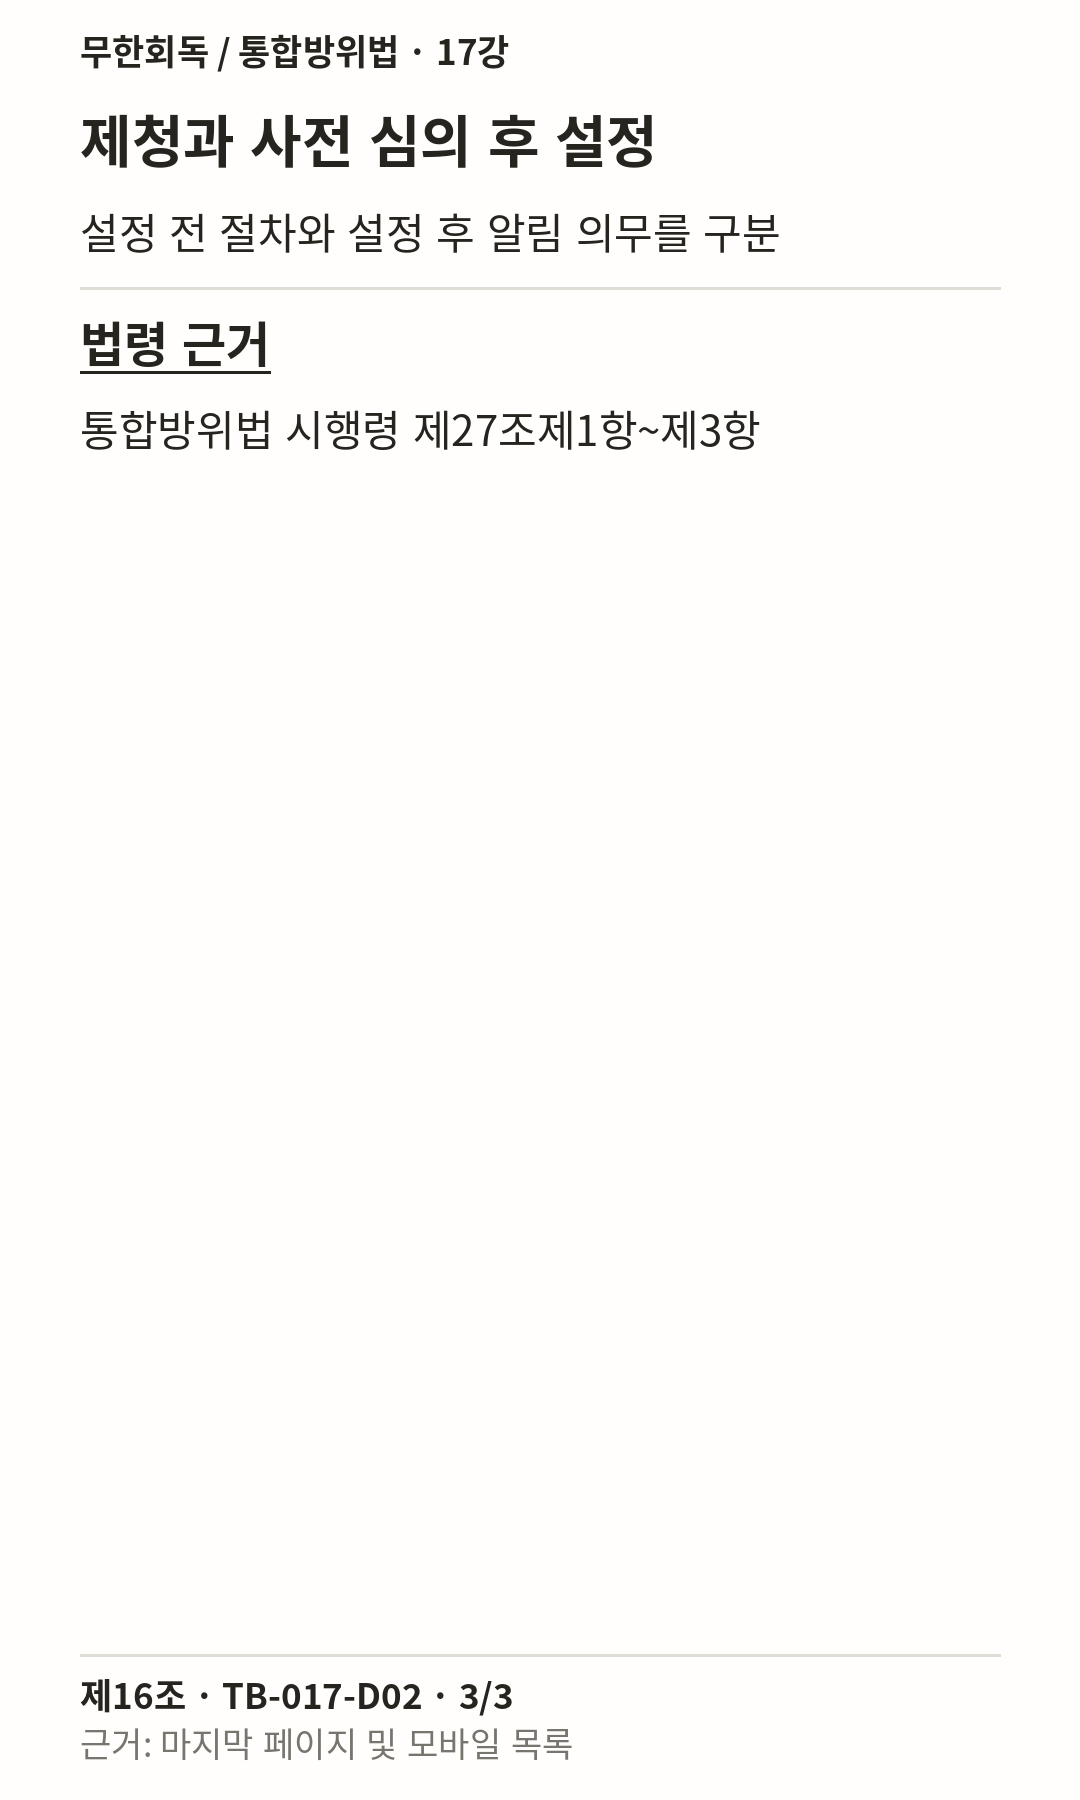 무한회독 / 통합방위법 · 17강
제청과 사전 심의 후 설정
설정 전 절차와 설정 후 알림 의무를 구분
법령 근거
통합방위법 시행령 제27조제1항~제3항
제16조 · TB-017-D02 · 3/3
근거: 마지막 페이지 및 모바일 목록